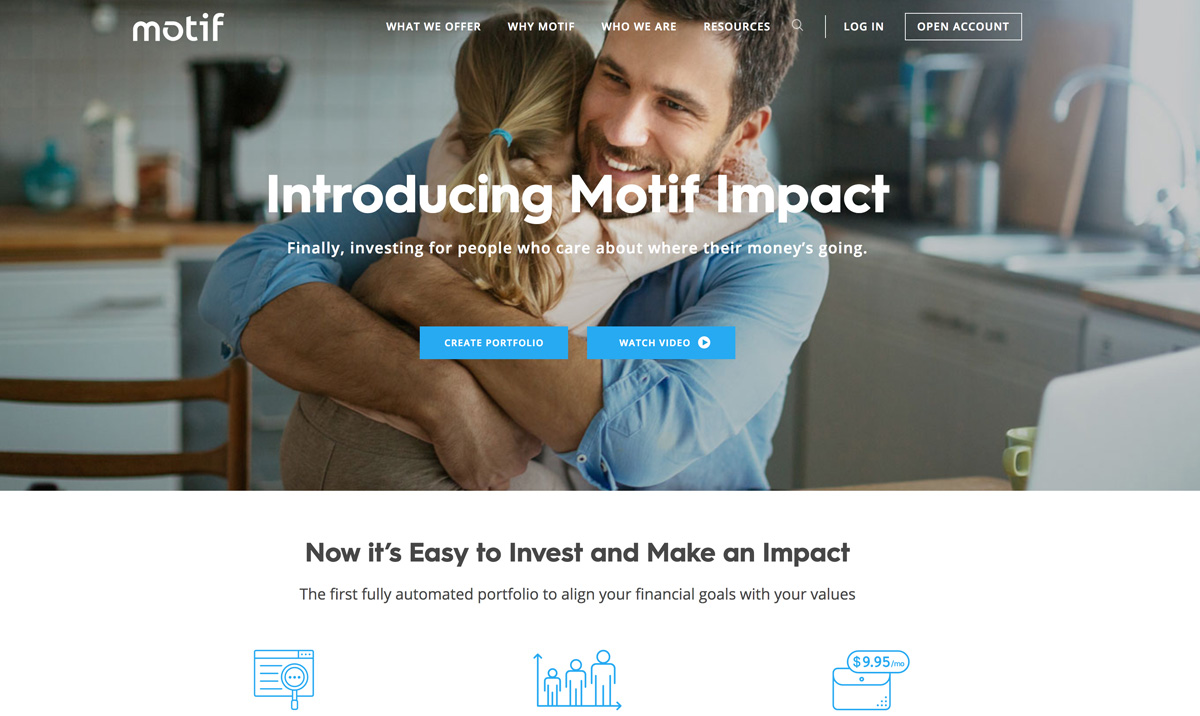 motif
WHAT WE OFFER
WHY MOTIF
WHO WE ARE
RESOURCES
LOG IN
OPEN ACCOUNT
Introducing Motif Impact
Finally, investing for people who care about where their money’s going.
CREATE PORTFOLIO
WATCH VIDEO
Now it’s Easy to Invest and Make an Impact
The first fully automated portfolio to align your financial goals with your values
$9.95/mo